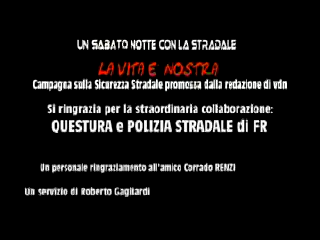 UN SABATO NOTTE CON LA STRADALE
LA VITA E NOSTRA
Campagna sulla Sicurezza Stradale promossa dalla redazione di vdn
Si ringrazia per la straordinaria collaborazione:
QUESTURA e POLIZIA STRADALE di FR
Un personale ringraziamento all'amico Corrado RENZI
Un servizio di Roberto Gagliardi